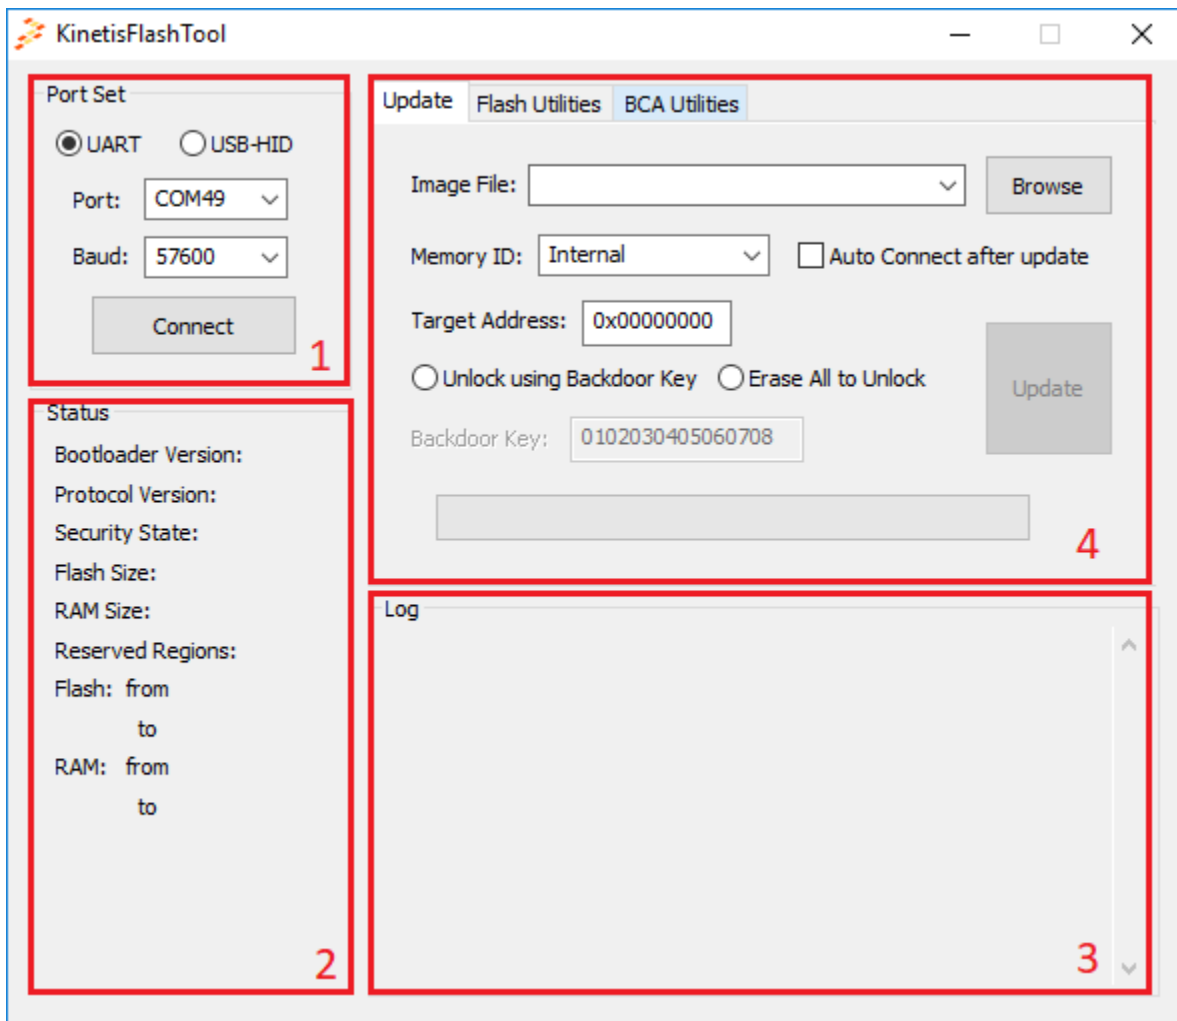 KinetisFlashTool
Port Set
UART USB-HID
Port: COM49
Baud: 57600
Connect
1
Status
Bootloader Version:
Protocol Version:
Security State:
Flash Size:
RAM Size:
Reserved Regions:
Flash: from
to
RAM: from
to
2
Update Flash Utilities BCA Utilities
Image File: Browse
Memory ID: Internal Auto Connect after update
Target Address: 0x00000000
Unlock using Backdoor Key Erase All to Unlock
Update
Backdoor Key: 0102030405060708
4
Log
3